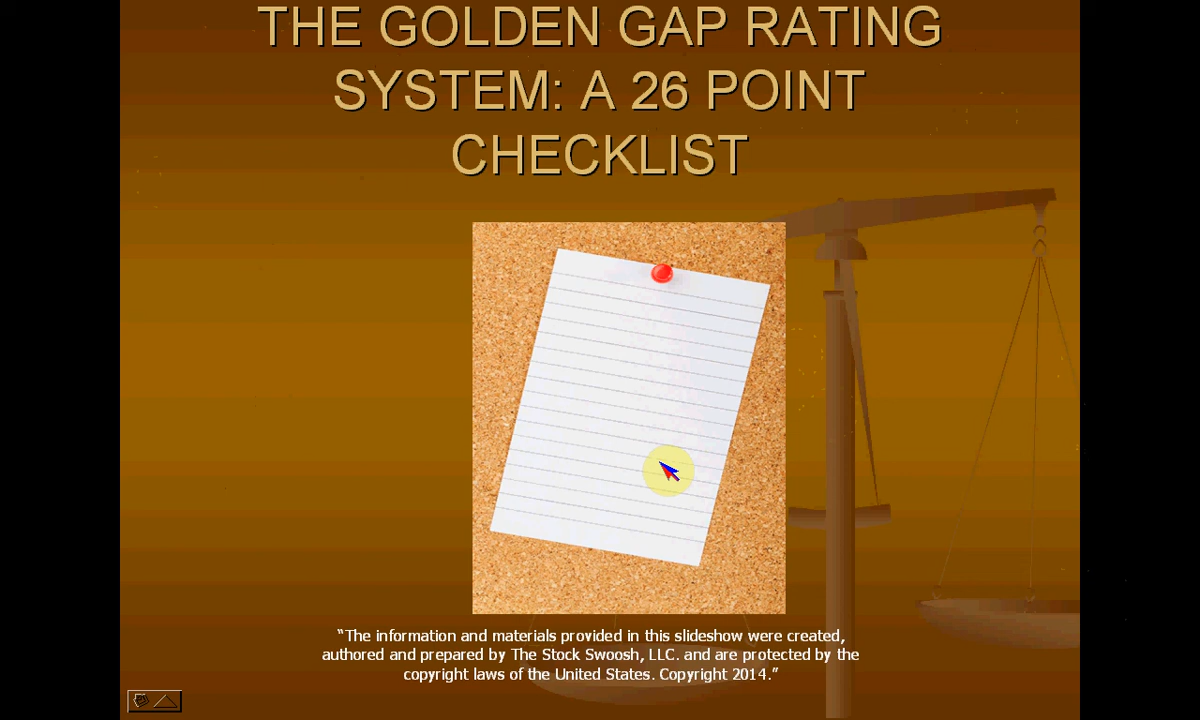 THE GOLDEN GAP RATING
SYSTEM: A 26 POINT
CHECKLIST
“The information and materials provided in this slideshow were created,
authored and prepared by The Stock Swoosh, LLC. and are protected by the
copyright laws of the United States. Copyright 2014.”